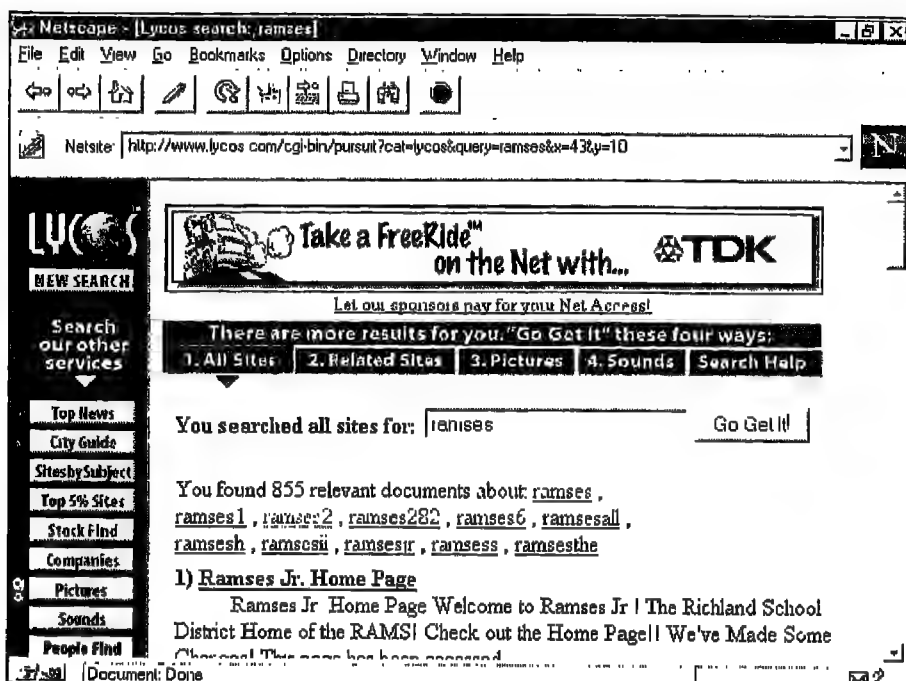 Netscape - [Lycos search: ramses]
File Edit View Go Bookmarks Options Directory Window Help
Netsite: http://www.lycos.com/cgi-bin/pursuit?cat=lycos&query=ramses&x=43&y=10
N
LYCOS
NEW SEARCH
Search
our other
services
Top News
City Guide
SitesbySubject
Top 5% Sites
Stock Find
Companies
Pictures
Sounds
People Find
Take a FreeRide™
on the Net with... TDK
Let our sponsors pay for your Net Access!
There are more results for you. "Go Get It" these four ways:
1. All Sites 2. Related Sites 3. Pictures 4. Sounds Search Help
You searched all sites for: ramses Go Get It!
You found 855 relevant documents about: ramses ,
ramses1 , ramses2 , ramses282 , ramses6 , ramsesall ,
ramsesh , ramsesii , ramsesjr , ramsess , ramsesthe
1) Ramses Jr. Home Page
Ramses Jr Home Page Welcome to Ramses Jr ! The Richland School
District Home of the RAMS! Check out the Home Page!! We've Made Some
Document: Done